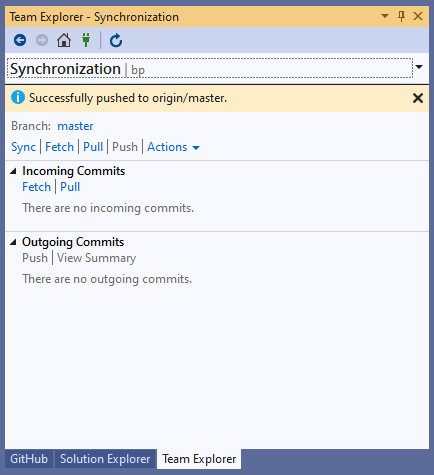 Team Explorer - Synchronization
Synchronization | bp
Successfully pushed to origin/master.
Branch: master
Sync | Fetch | Pull | Push | Actions
Incoming Commits
Fetch | Pull
There are no incoming commits.
Outgoing Commits
Push | View Summary
There are no outgoing commits.
GitHub Solution Explorer Team Explorer